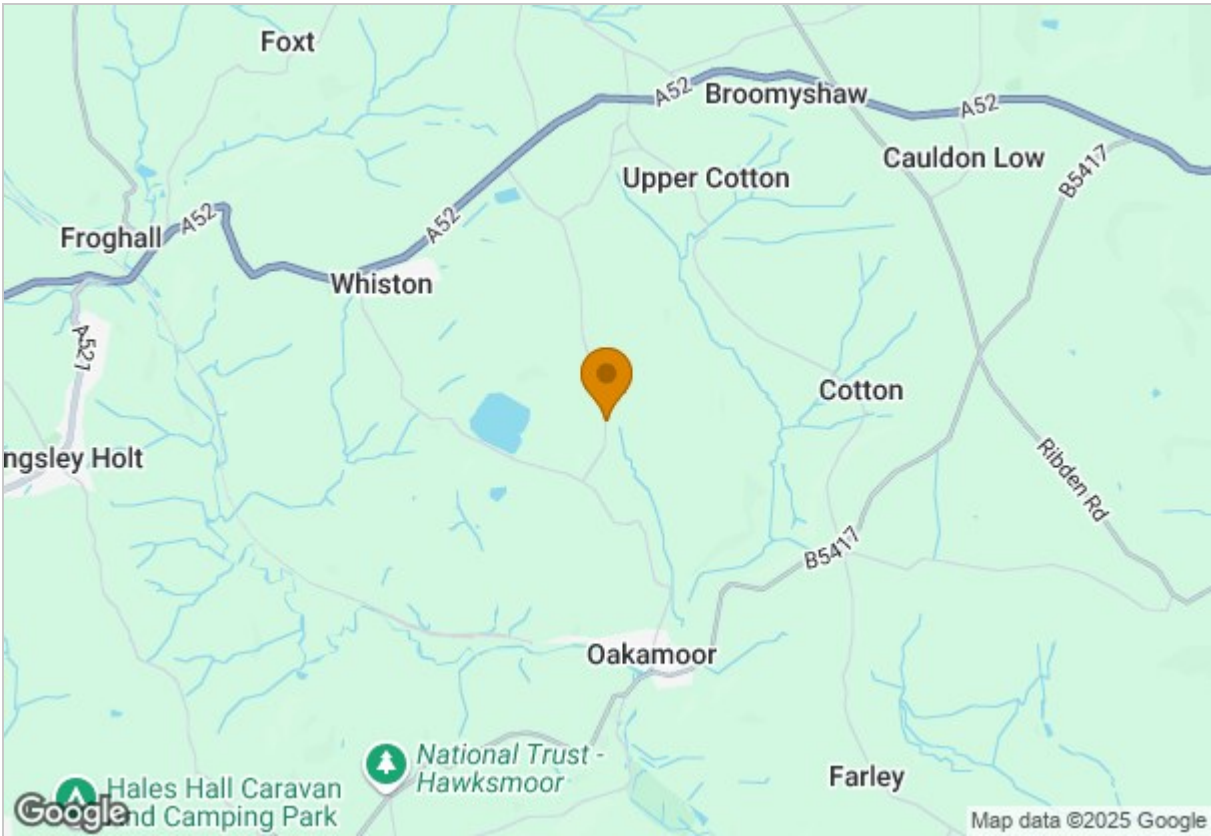 Foxt
A52
Broomyshaw
A52
Cauldon Low
Upper Cotton
B5417
A52
A52
Froghall
Whiston
A521
Cotton
ngsley Holt
Ribden Rd
B5417
Oakamoor
National Trust -
Hawksmoor
Farley
Hales Hall Caravan
and Camping Park
Google
Map data ©2025 Google